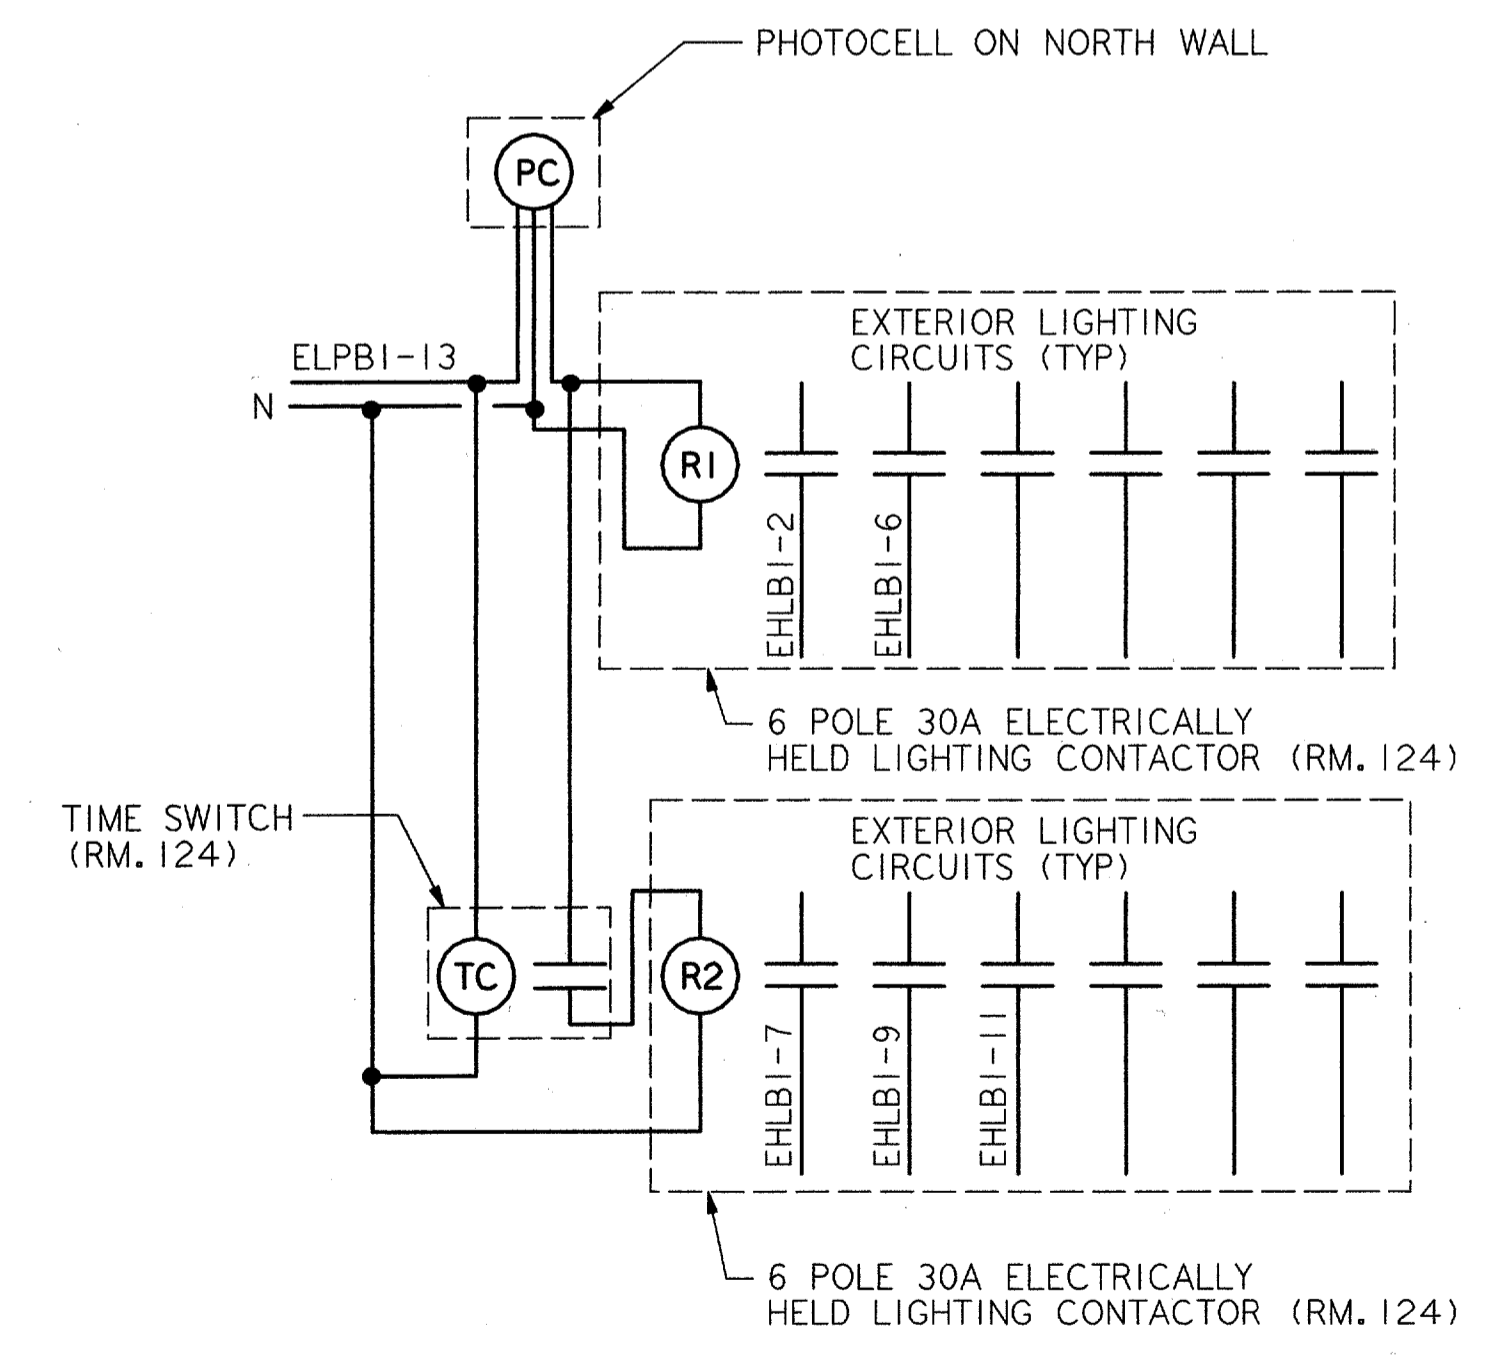 PHOTOCELL ON NORTH WALL
PC
ELPB1-13
N
EXTERIOR LIGHTING
CIRCUITS (TYP)
R1
EHLB1-2
EHLB1-6
6 POLE 30A ELECTRICALLY
HELD LIGHTING CONTACTOR (RM. 124)
TIME SWITCH
(RM. 124)
EXTERIOR LIGHTING
CIRCUITS (TYP)
TC
R2
EHLB1-7
EHLB1-9
EHLB1-11
6 POLE 30A ELECTRICALLY
HELD LIGHTING CONTACTOR (RM. 124)